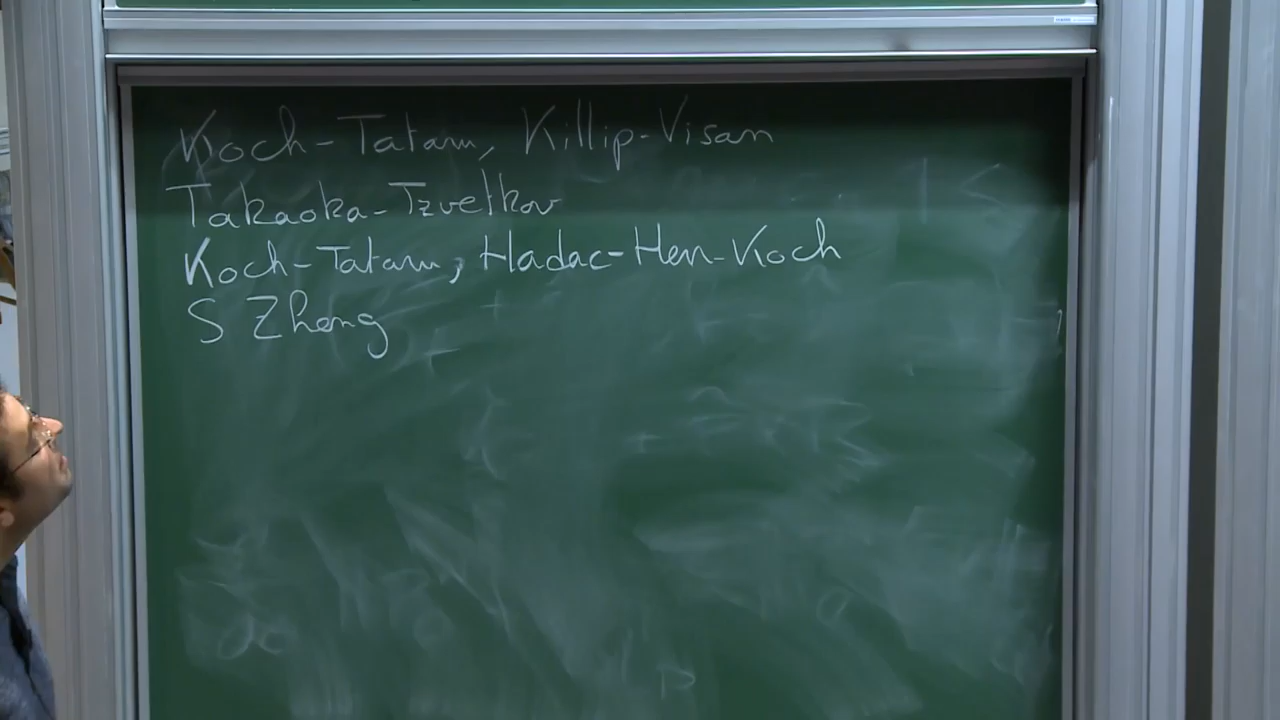 Koch-Tataru, Killip-Visan
Takaoka-Tzvetkov
Koch-Tataru, Hadac-Herr-Koch
S Zheng